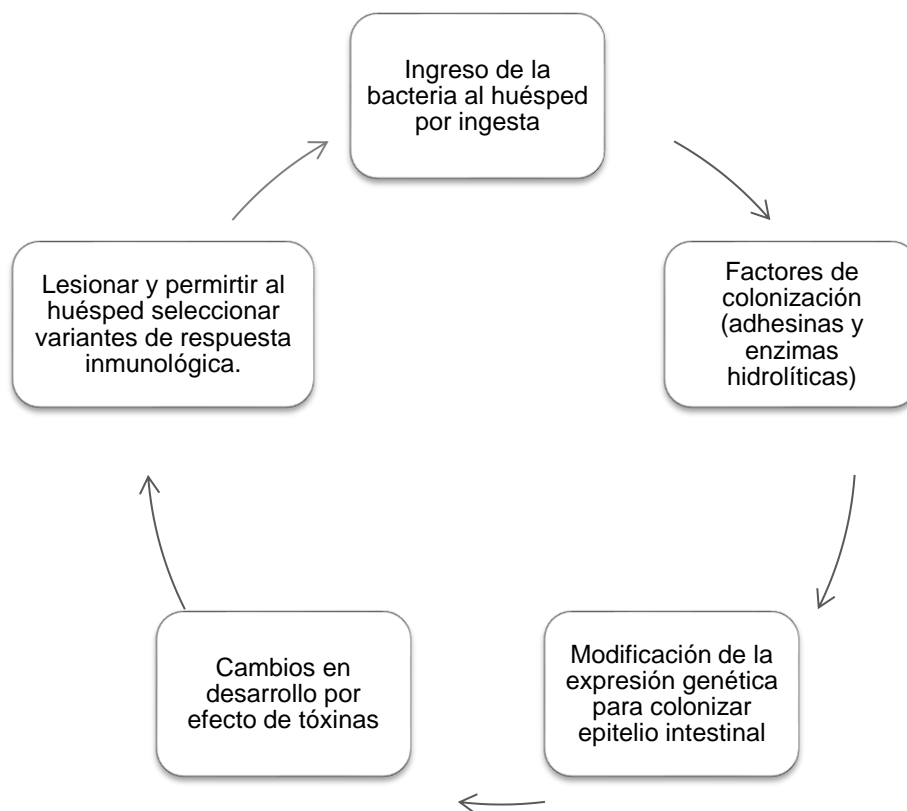 Ingreso de la
bacteria al huésped
por ingesta
Factores de
colonización
(adhesinas y
enzimas
hidrolíticas)
Modificación de la
expresión genética
para colonizar
epitelio intestinal
Cambios en
desarrollo por
efecto de tóxinas
Lesionar y permirtir al
huésped seleccionar
variantes de respuesta
inmunológica.